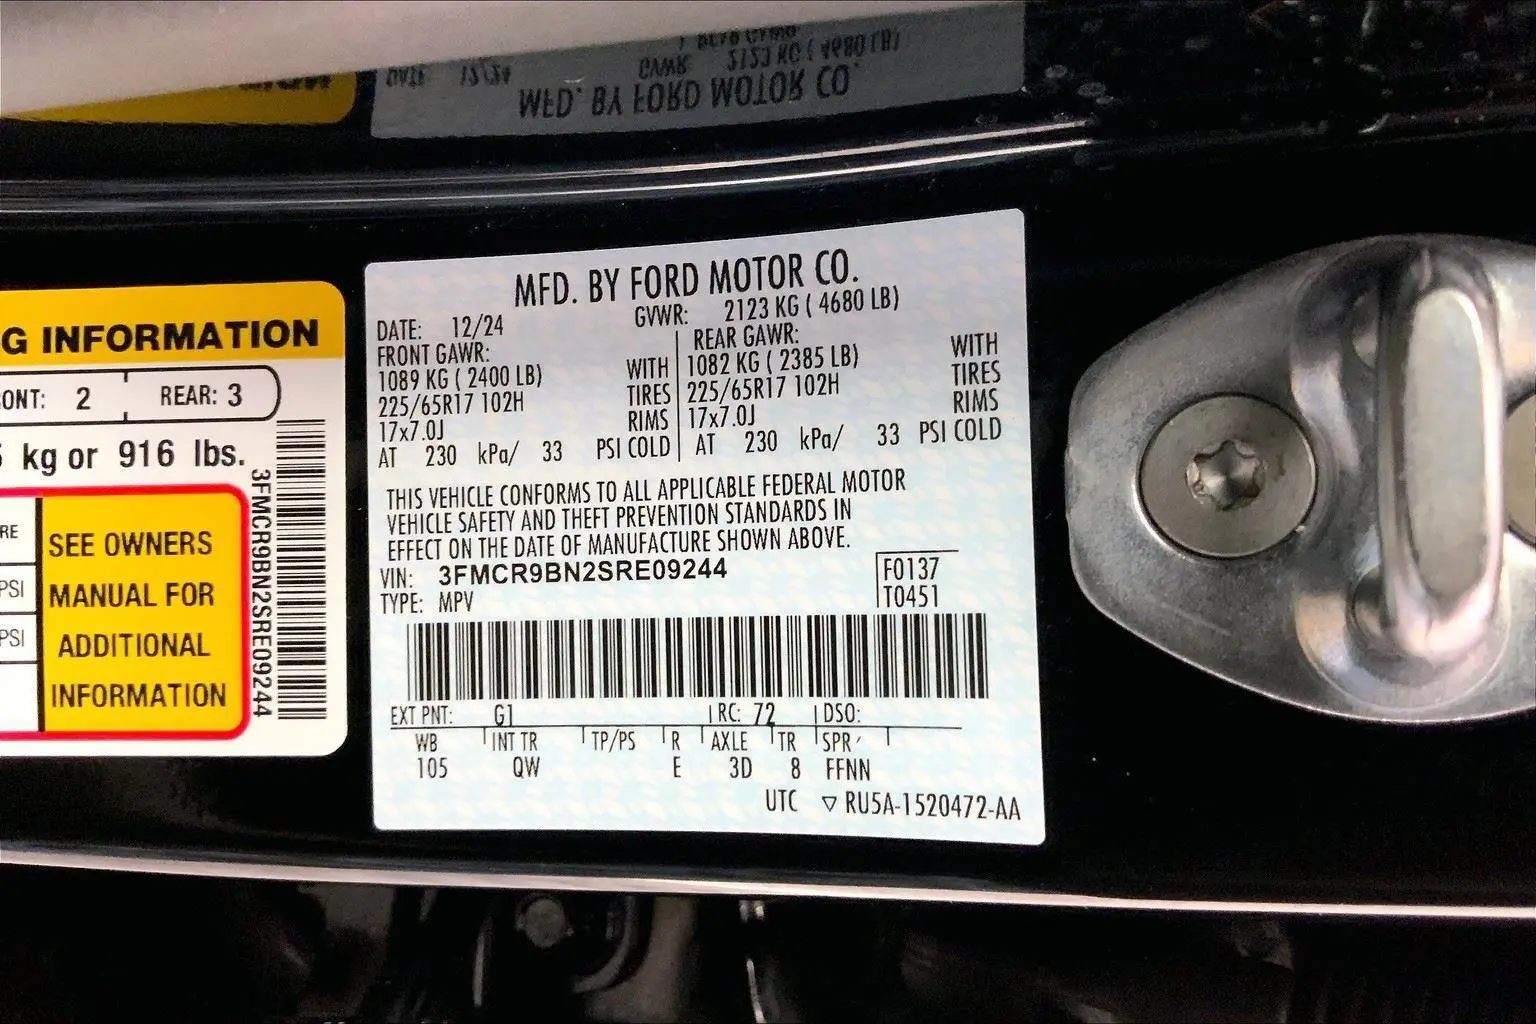 MFD. BY FORD MOTOR CO.
DATE: 12/24 GVWR: 2123 KG ( 4680 LB)
FRONT GAWR: REAR GAWR:
1089 KG ( 2400 LB) WITH 1082 KG ( 2385 LB) WITH
225/65R17 102H TIRES 225/65R17 102H TIRES
17x7.0J RIMS 17x7.0J RIMS
AT 230 kPa/ 33 PSI COLD AT 230 kPa/ 33 PSI COLD
THIS VEHICLE CONFORMS TO ALL APPLICABLE FEDERAL MOTOR
VEHICLE SAFETY AND THEFT PREVENTION STANDARDS IN
EFFECT ON THE DATE OF MANUFACTURE SHOWN ABOVE.
VIN: 3FMCR9BN2SRE09244 F0137
TYPE: MPV T0451
EXT PNT: G1 RC: 72 DSO:
WB INT TR TP/PS R AXLE TR SPR
105 QW E 3D 8 FFNN
UTC ▽ RU5A-1520472-AA
G INFORMATION
ONT: 2 REAR: 3
kg or 916 lbs.
RE
PSI
PSI
SEE OWNERS
MANUAL FOR
ADDITIONAL
INFORMATION
3FMCR9BN2SRE09244